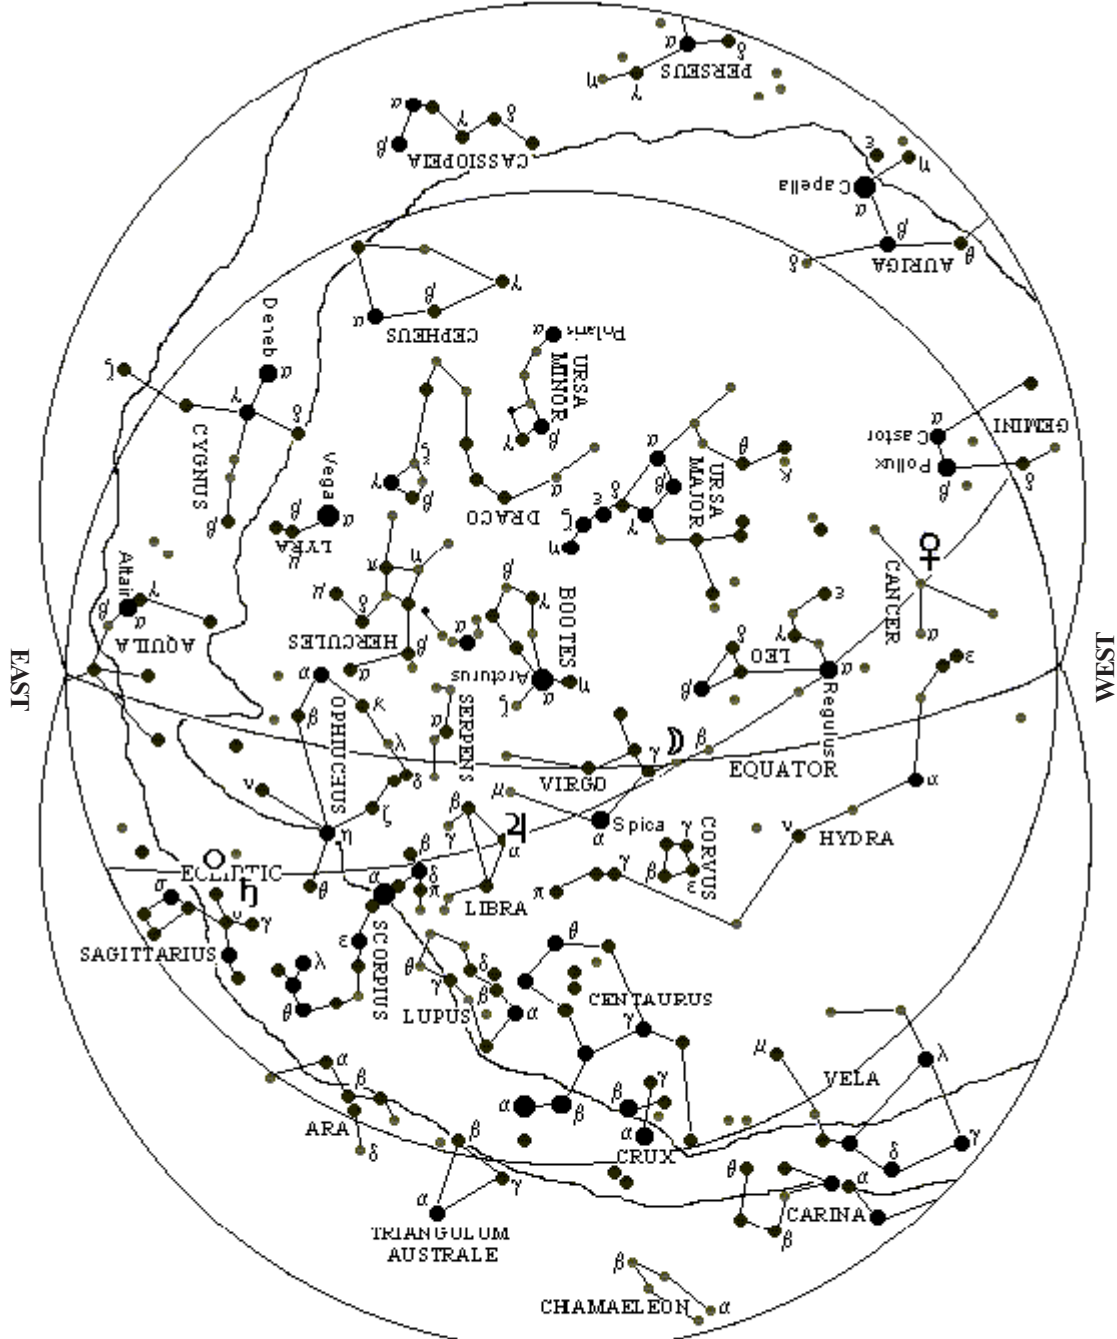 α
δ
PERSEUS
η
γ
α
γ
δ
β
CASSIOPEIA
ε
η
Capella
α
β
θ
δ
AURIGA
γ
β
α
CEPHEUS
Deneb
α
γ
δ
ζ
CYGNUS
β
α
Polaris
URSA
MINOR
γ
β
α
Castor
GEMINI
Pollux
β
δ
ζ
γ
β
DRACO
α
α
β
θ
κ
URSA
MAJOR
δ
ε
ζ
η
γ
Vega
α
β
LYRA
μ
♀
CANCER
α
π
η
μ
δ
HERCULES
β
α
α
β
γ
BOOTES
Arcturus
α
η
ζ
Altair
β
γ
α
AQUILA
ε
γ
δ
LEO
β
α
Regulus
ε
EAST
WEST
α
β
OPHIUCHUS
κ
λ
δ
ζ
ν
η
θ
SERPENS
α
☽
β
γ
VIRGO
EQUATOR
μ
α
Spica
α
HYDRA
ν
CORVUS
γ
β
ε
γ
π
β
γ
♃
α
LIBRA
ECLIPTIC
♄
σ
ν
γ
SAGITTARIUS
β
δ
π
α
SCORPIUS
ε
λ
θ
θ
γ
δ
β
α
LUPUS
θ
CENTAURUS
γ
α
β
μ
VELA
λ
δ
γ
α
β
ARA
δ
γ
β
α
CRUX
β
γ
α
TRIANGULUM
AUSTRALE
θ
α
CARINA
β
β
CHAMAELEON
α